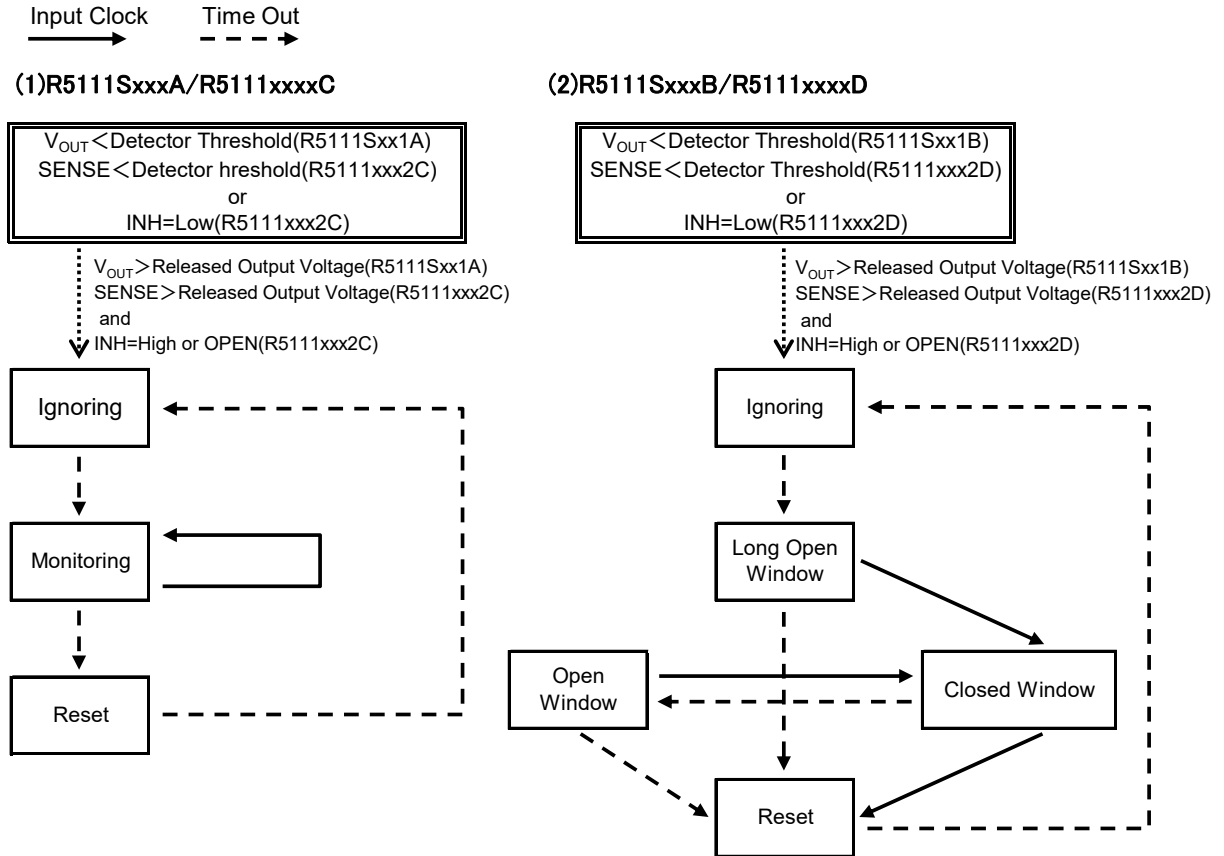 Input Clock
Time Out
(1)R5111SxxxA/R5111xxxxC
VOUT<Detector Threshold(R5111Sxx1A)
SENSE<Detector hreshold(R5111xxx2C)
or
INH=Low(R5111xxx2C)
VOUT>Released Output Voltage(R5111Sxx1A)
SENSE>Released Output Voltage(R5111xxx2C)
and
INH=High or OPEN(R5111xxx2C)
Ignoring
Monitoring
Reset
(2)R5111SxxxB/R5111xxxxD
VOUT<Detector Threshold(R5111Sxx1B)
SENSE<Detector Threshold(R5111xxx2D)
or
INH=Low(R5111xxx2D)
VOUT>Released Output Voltage(R5111Sxx1B)
SENSE>Released Output Voltage(R5111xxx2D)
and
INH=High or OPEN(R5111xxx2D)
Ignoring
Long Open
Window
Open
Window
Closed Window
Reset